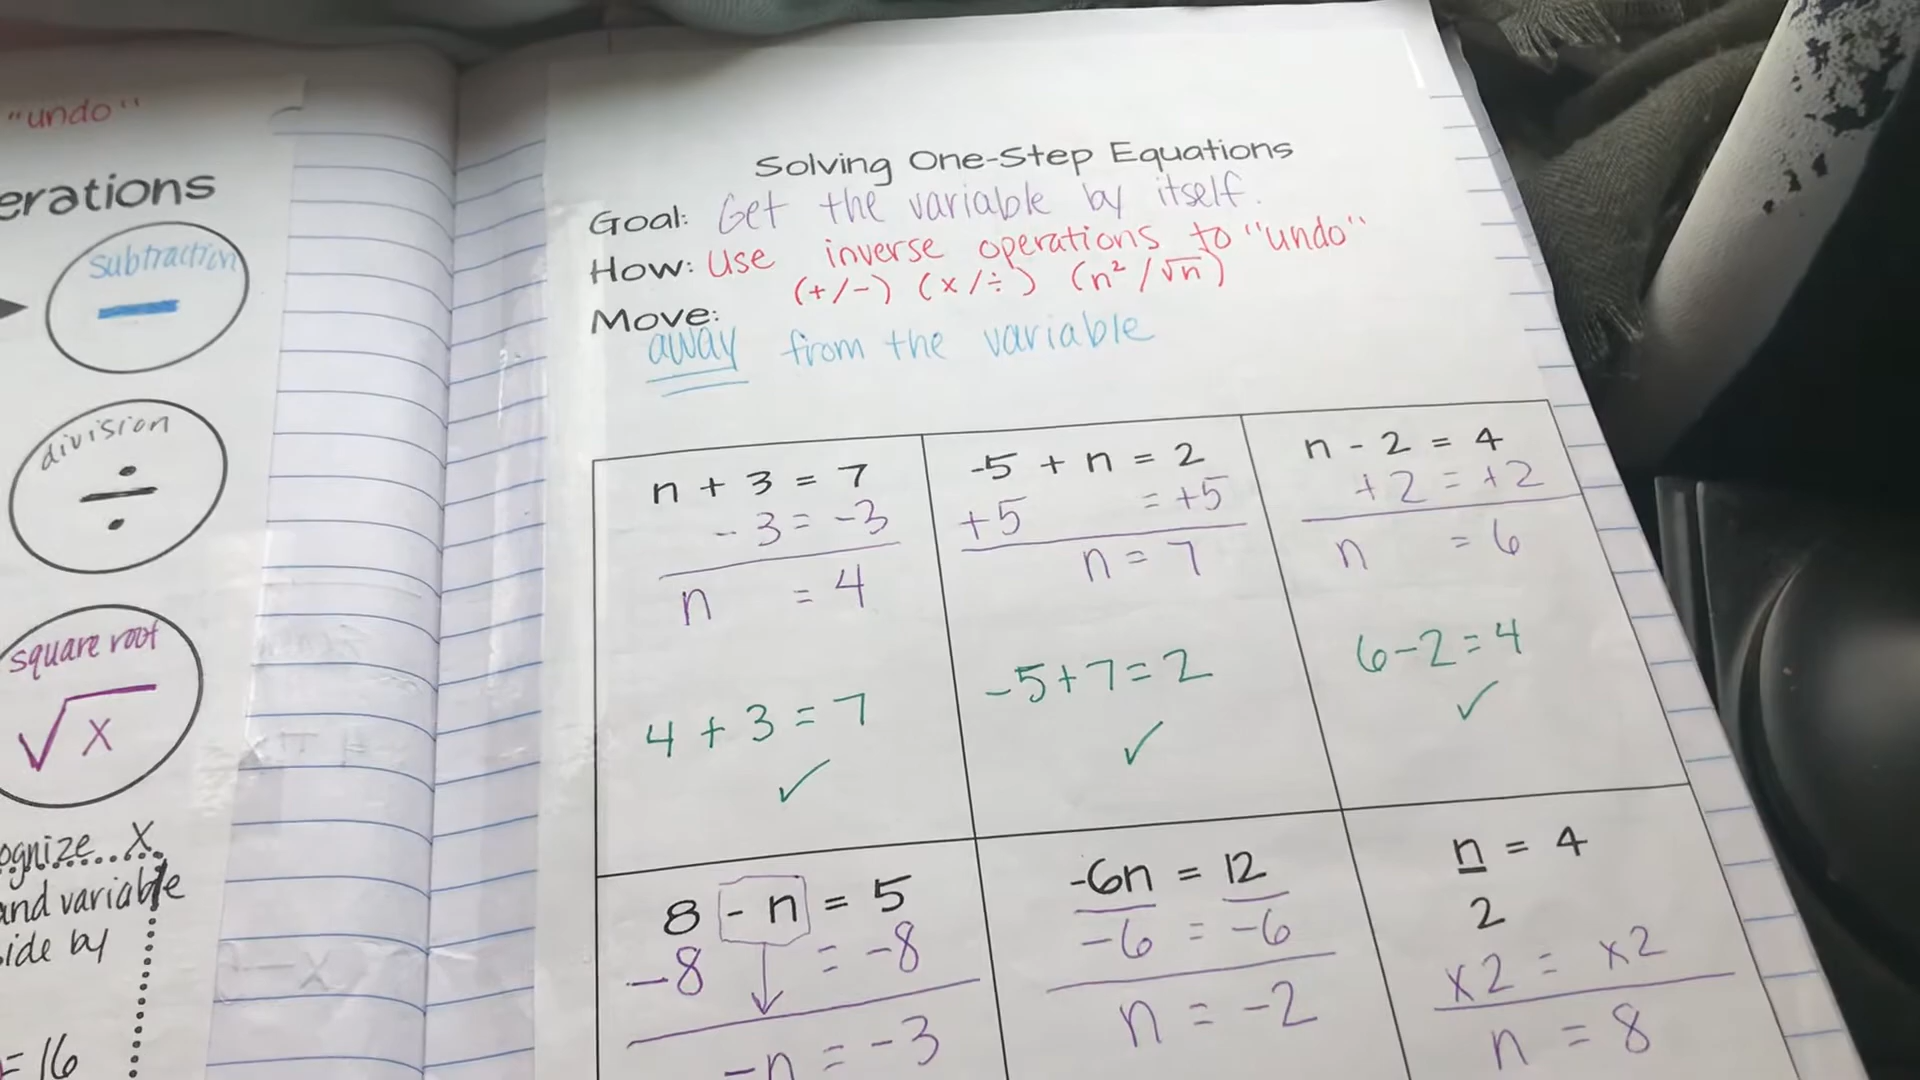 "undo"
erations
subtraction
−
division
÷
square root
√x
ognize...x
and variable
ide by
= 16
Solving One-Step Equations
Goal: Get the variable by itself.
How: Use inverse operations to "undo"
(+/−) (x/÷) (n²/√n)
Move:
away from the variable
n + 3 = 7
- 3 = -3
n = 4
4 + 3 = 7
✓
-5 + n = 2
+5 = +5
n = 7
-5+7=2
✓
n - 2 = 4
+2 = +2
n = 6
6-2=4
✓
8 - n = 5
-8 = -8
-n = -3
-6n = 12
-6 = -6
n = -2
n = 4
2
x2 = x2
n = 8